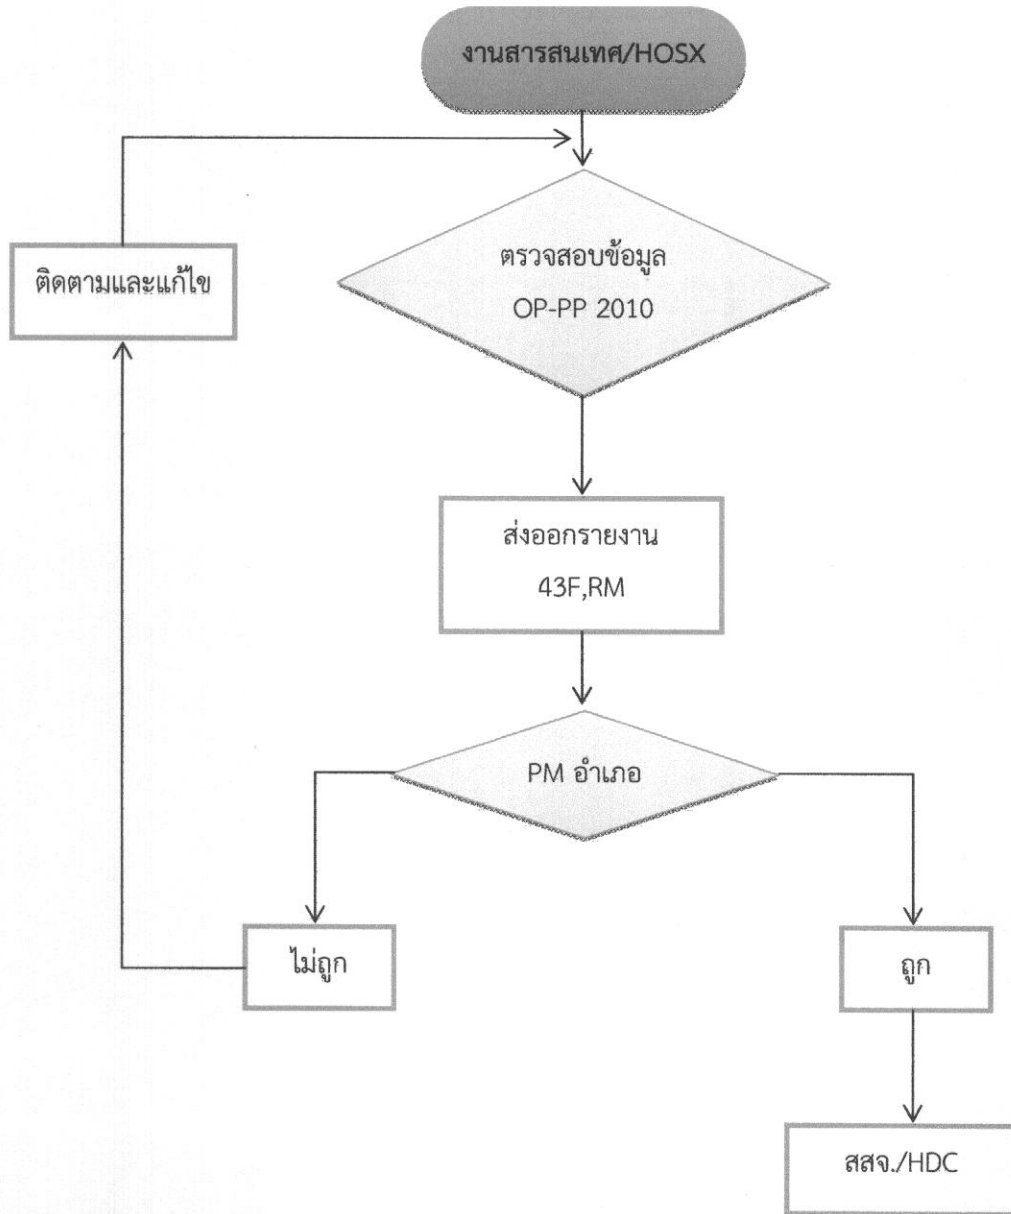 งานสารสนเทศ/HOSX
ตรวจสอบข้อมูล
OP-PP 2010
ติดตามและแก้ไข
ส่งออกรายงาน
43F,RM
PM อำเภอ
ไม่ถูก
ถูก
สสจ./HDC